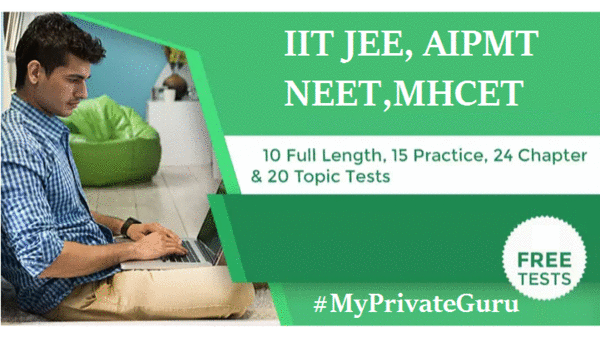 IIT JEE, AIPMT
NEET,MHCET
10 Full Length, 15 Practice, 24 Chapter
& 20 Topic Tests
FREE
TESTS
#MyPrivateGuru